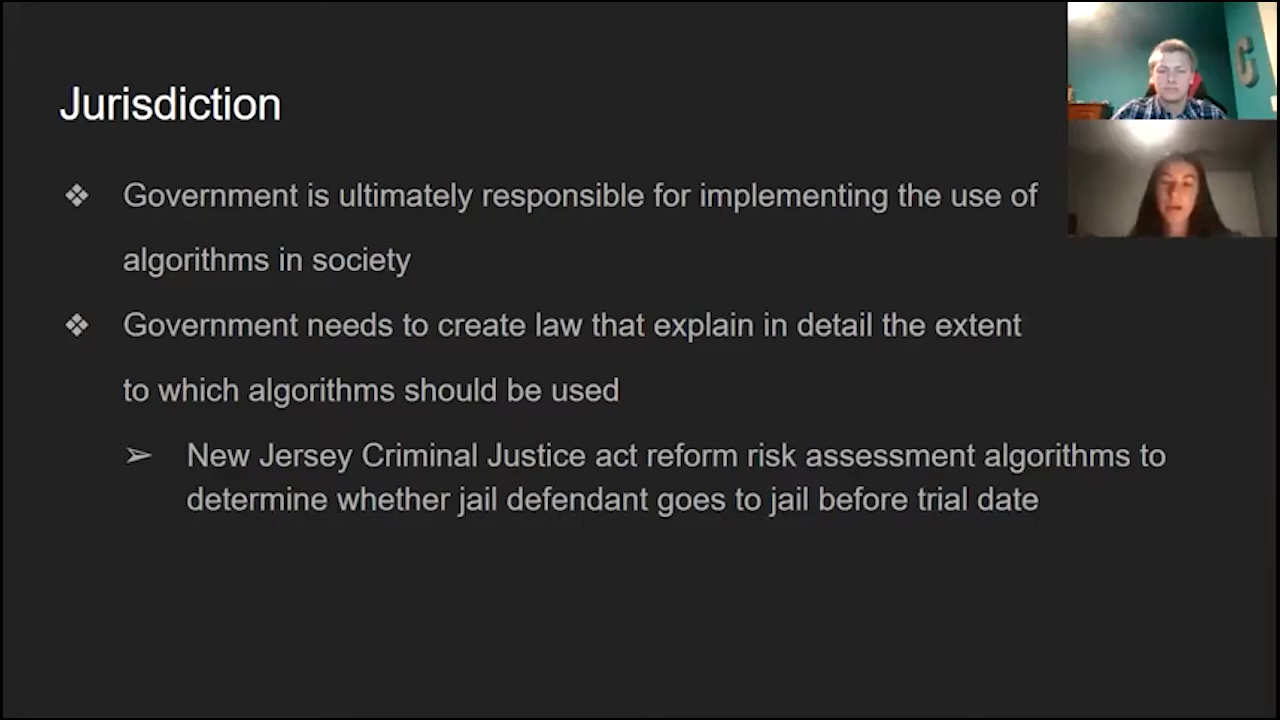 Jurisdiction
❖ Government is ultimately responsible for implementing the use of
algorithms in society
❖ Government needs to create law that explain in detail the extent
to which algorithms should be used
➢ New Jersey Criminal Justice act reform risk assessment algorithms to
determine whether jail defendant goes to jail before trial date
C